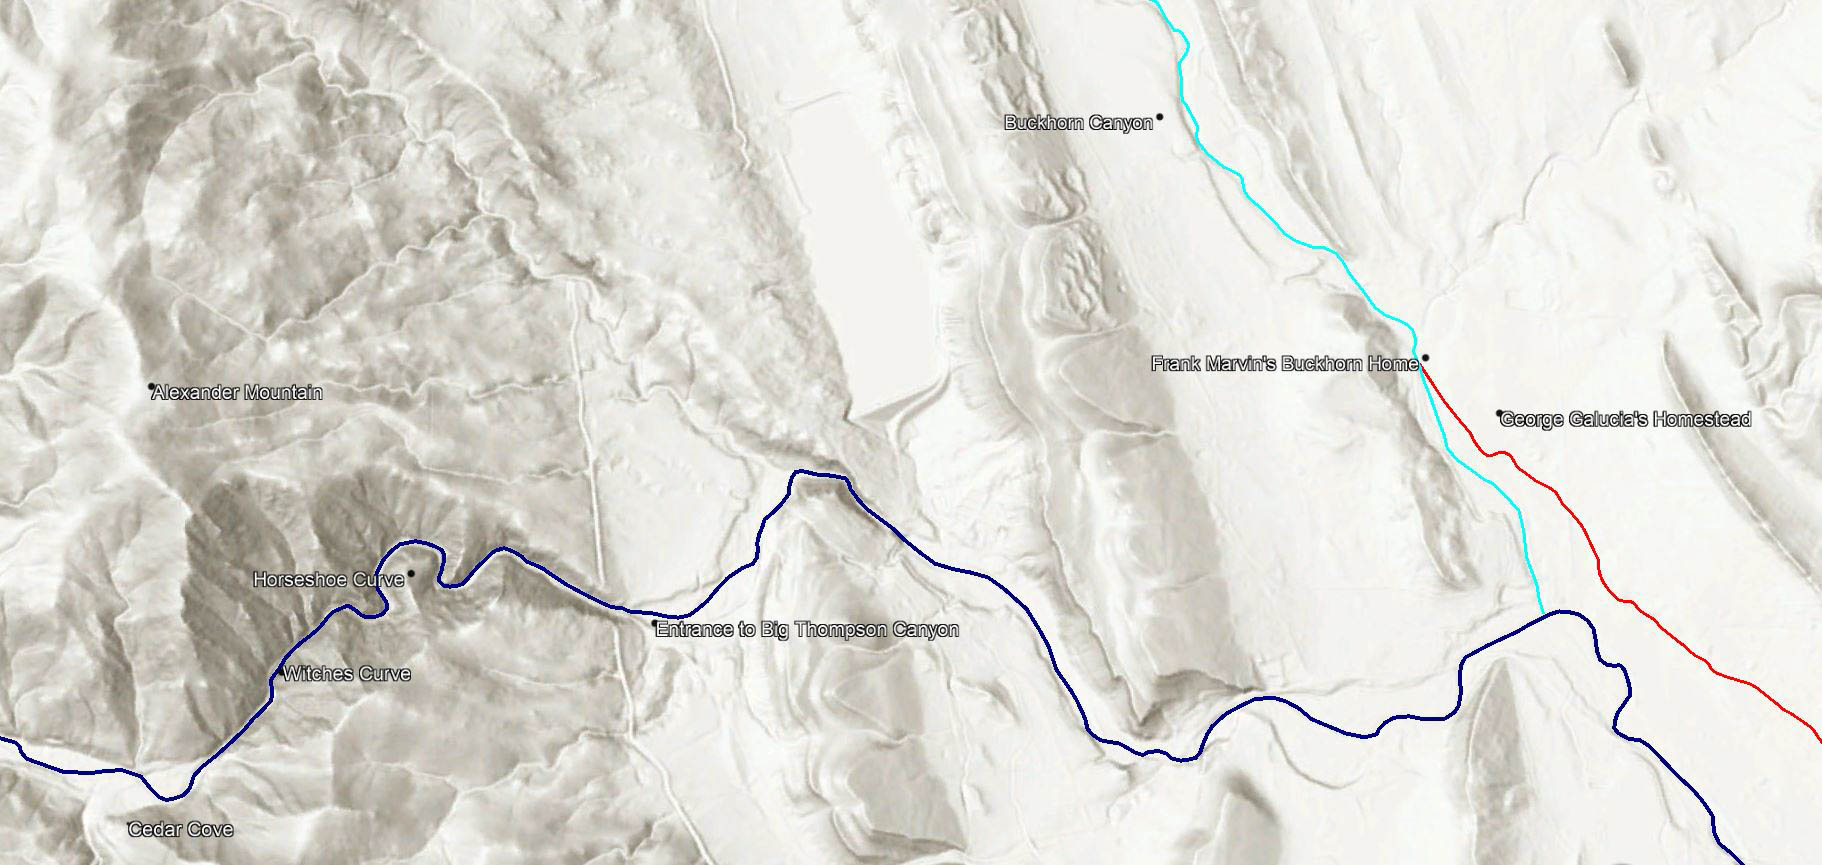 Buckhorn Canyon
Frank Marvin's Buckhorn Home
Alexander Mountain
George Galucia's Homestead
Horseshoe Curve
Entrance to Big Thompson Canyon
Witches Curve
Cedar Cove